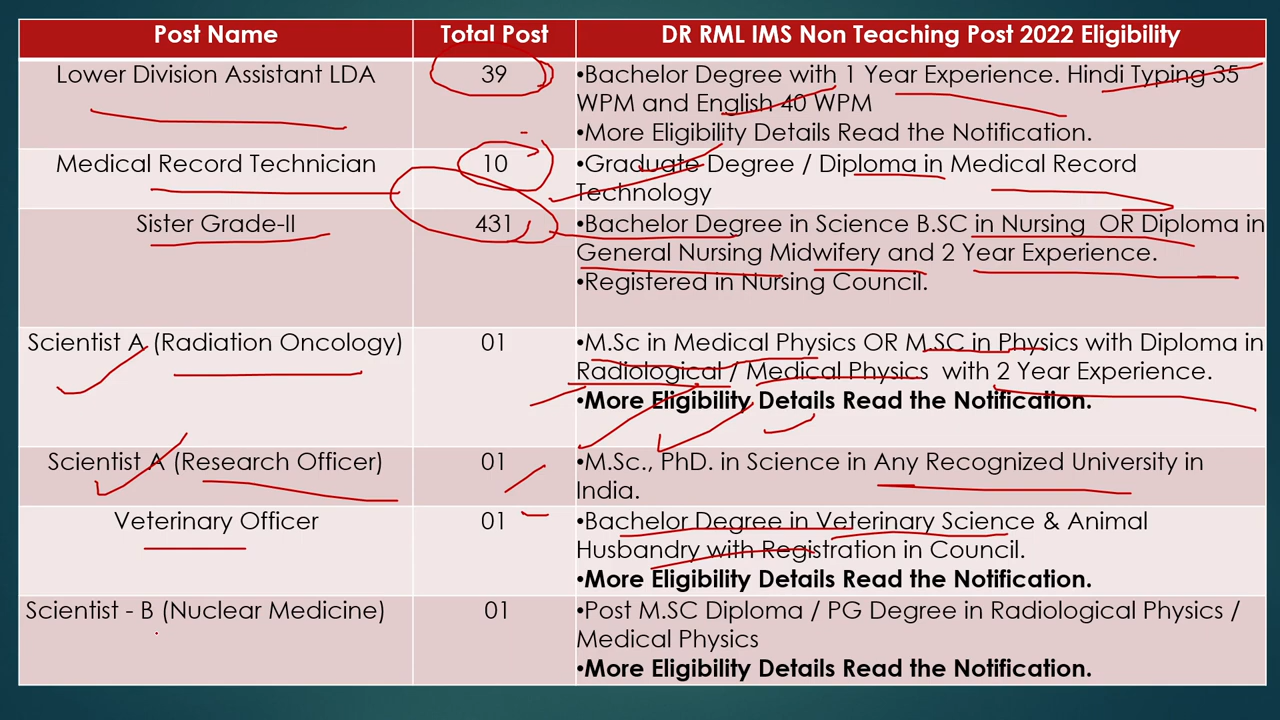 Post Name Total Post DR RML IMS Non Teaching Post 2022 Eligibility
Lower Division Assistant LDA 39 •Bachelor Degree with 1 Year Experience. Hindi Typing 35
WPM and English 40 WPM
•More Eligibility Details Read the Notification.
Medical Record Technician 10 •Graduate Degree / Diploma in Medical Record
Technology
Sister Grade-II 431 •Bachelor Degree in Science B.SC in Nursing OR Diploma in
General Nursing Midwifery and 2 Year Experience.
•Registered in Nursing Council.
Scientist A (Radiation Oncology) 01 •M.Sc in Medical Physics OR M.SC in Physics with Diploma in
Radiological / Medical Physics with 2 Year Experience.
•More Eligibility Details Read the Notification.
Scientist A (Research Officer) 01 •M.Sc., PhD. in Science in Any Recognized University in
India.
Veterinary Officer 01 •Bachelor Degree in Veterinary Science & Animal
Husbandry with Registration in Council.
•More Eligibility Details Read the Notification.
Scientist - B (Nuclear Medicine) 01 •Post M.SC Diploma / PG Degree in Radiological Physics /
Medical Physics
•More Eligibility Details Read the Notification.